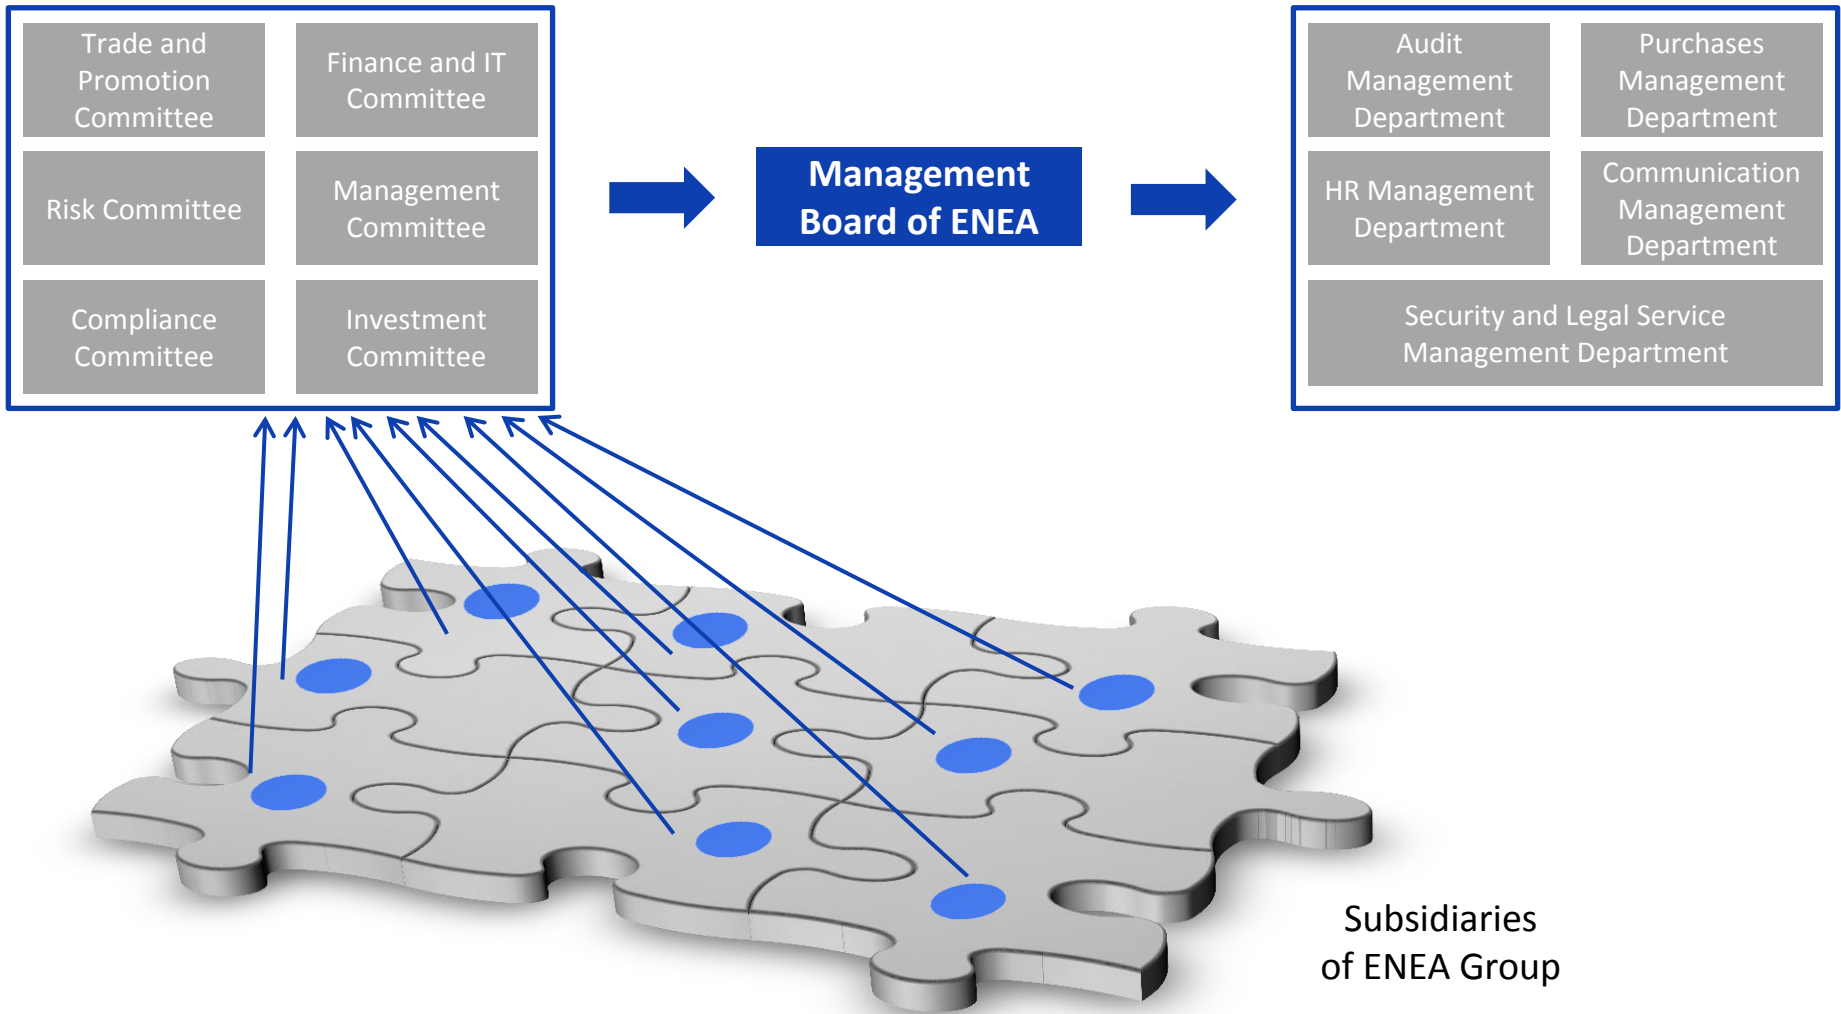 Trade and
Promotion
Committee
Finance and IT
Committee
Risk Committee
Management
Committee
Compliance
Committee
Investment
Committee
Management
Board of ENEA
Audit
Management
Department
Purchases
Management
Department
HR Management
Department
Communication
Management
Department
Security and Legal Service
Management Department
Subsidiaries
of ENEA Group